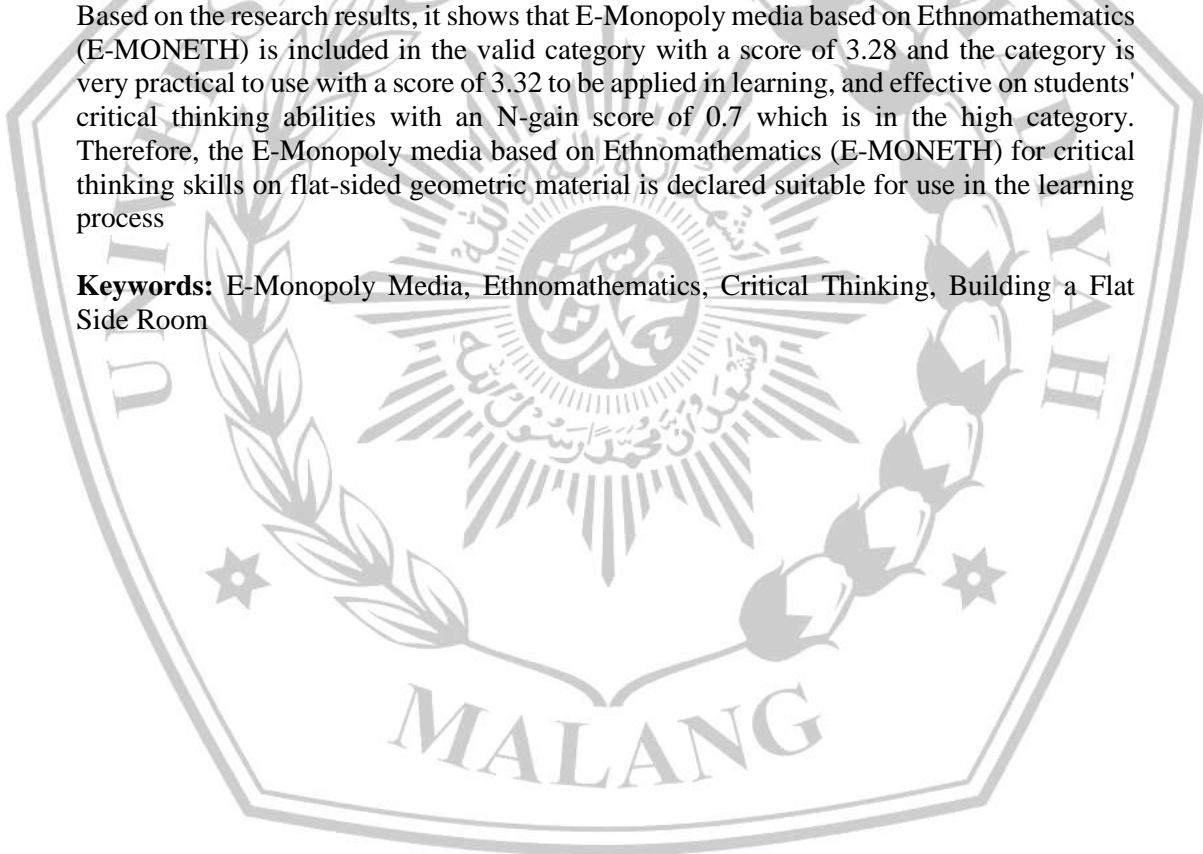 Based on the research results, it shows that E-Monopoly media based on Ethnomathematics
(E-MONETH) is included in the valid category with a score of 3.28 and the category is
very practical to use with a score of 3.32 to be applied in learning, and effective on students'
critical thinking abilities with an N-gain score of 0.7 which is in the high category.
Therefore, the E-Monopoly media based on Ethnomathematics (E-MONETH) for critical
thinking skills on flat-sided geometric material is declared suitable for use in the learning
process
Keywords: E-Monopoly Media, Ethnomathematics, Critical Thinking, Building a Flat
Side Room
MALANG